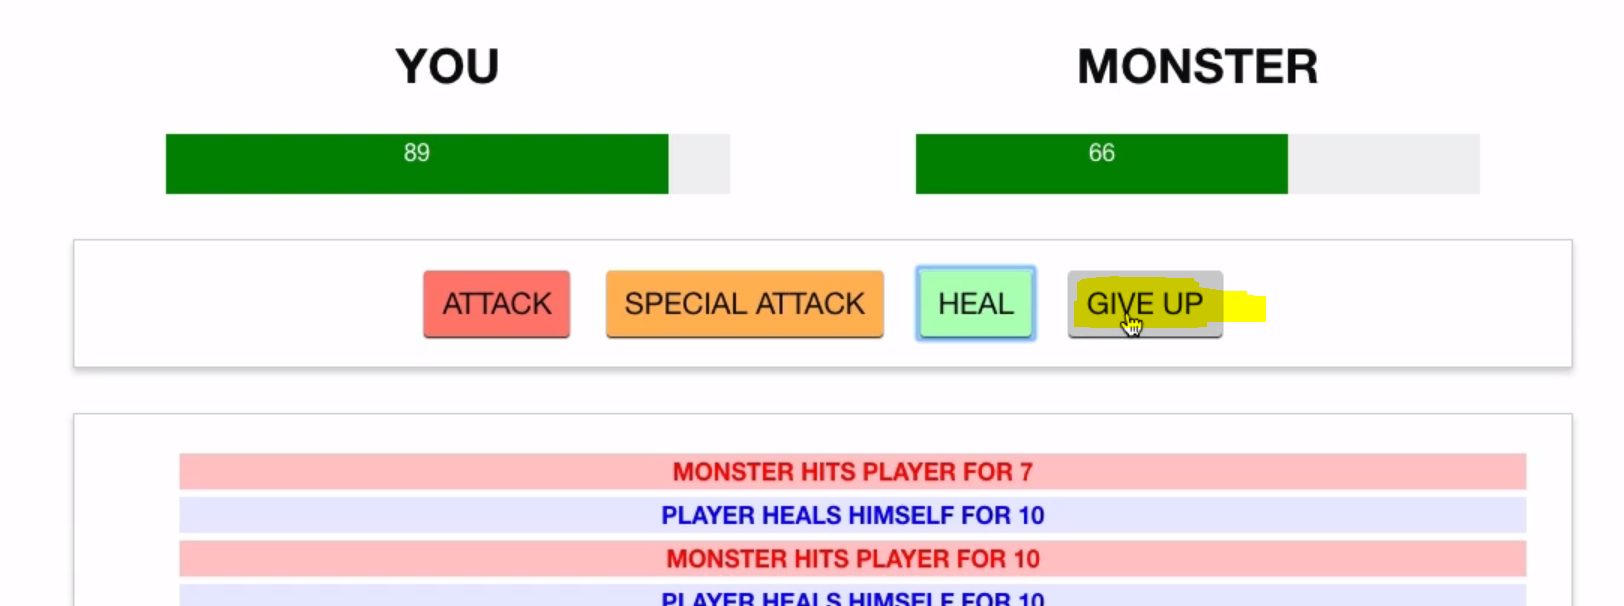 YOU MONSTER
89 66
ATTACK SPECIAL ATTACK HEAL GIVE UP
MONSTER HITS PLAYER FOR 7
PLAYER HEALS HIMSELF FOR 10
MONSTER HITS PLAYER FOR 10
PLAYER HEALS HIMSELF FOR 10